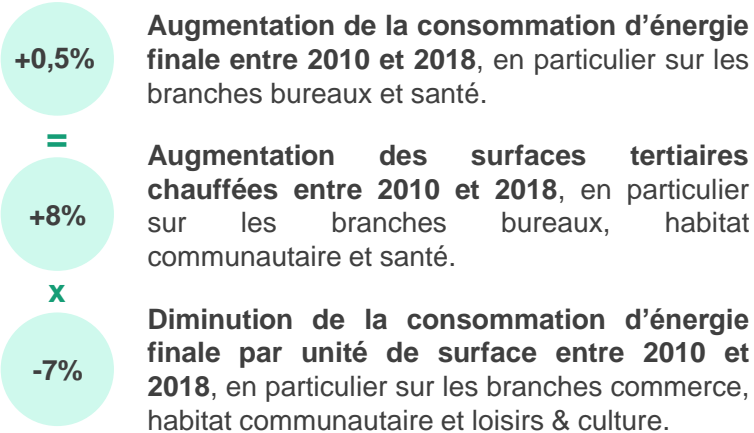 +0,5%
Augmentation de la consommation d’énergie
finale entre 2010 et 2018, en particulier sur les
branches bureaux et santé.
=
+8%
Augmentation des surfaces tertiaires
chauffées entre 2010 et 2018, en particulier
sur les branches bureaux, habitat
communautaire et santé.
x
-7%
Diminution de la consommation d’énergie
finale par unité de surface entre 2010 et
2018, en particulier sur les branches commerce,
habitat communautaire et loisirs & culture.